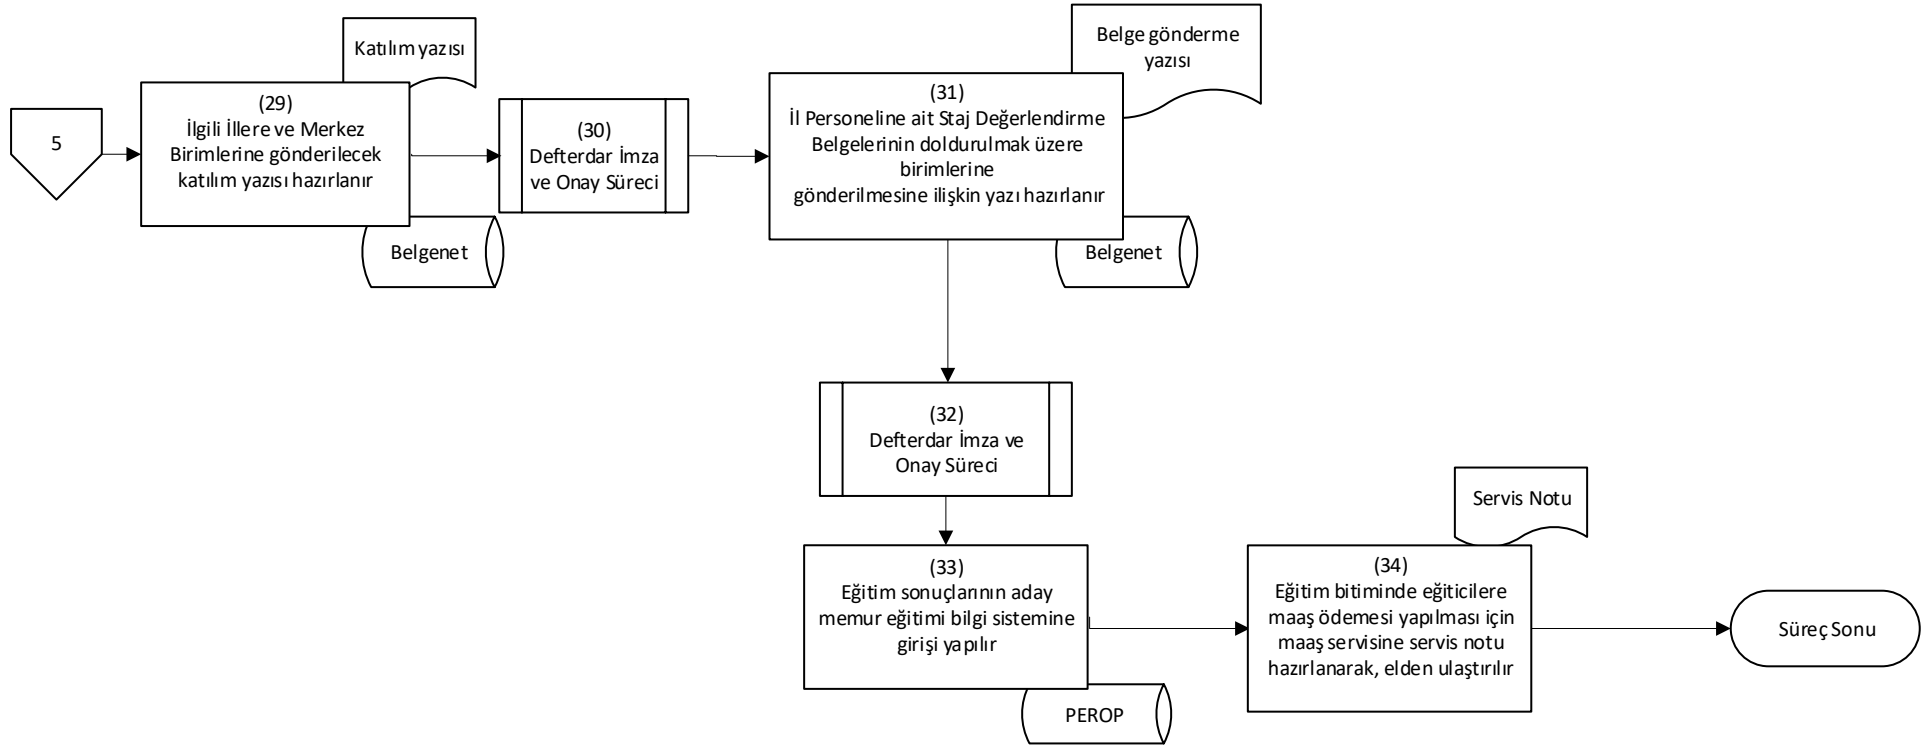 5
Katılım yazısı
(29)
İlgili İllere ve Merkez
Birimlerine gönderilecek
katılım yazısı hazırlanır
Belgenet
(30)
Defterdar İmza
ve Onay Süreci
Belge gönderme
yazısı
(31)
İl Personeline ait Staj Değerlendirme
Belgelerinin doldurulmak üzere
birimlerine
gönderilmesine ilişkin yazı hazırlanır
Belgenet
(32)
Defterdar İmza ve
Onay Süreci
(33)
Eğitim sonuçlarının aday
memur eğitimi bilgi sistemine
girişi yapılır
PEROP
Servis Notu
(34)
Eğitim bitiminde eğiticilere
maaş ödemesi yapılması için
maaş servisine servis notu
hazırlanarak, elden ulaştırılır
Süreç Sonu